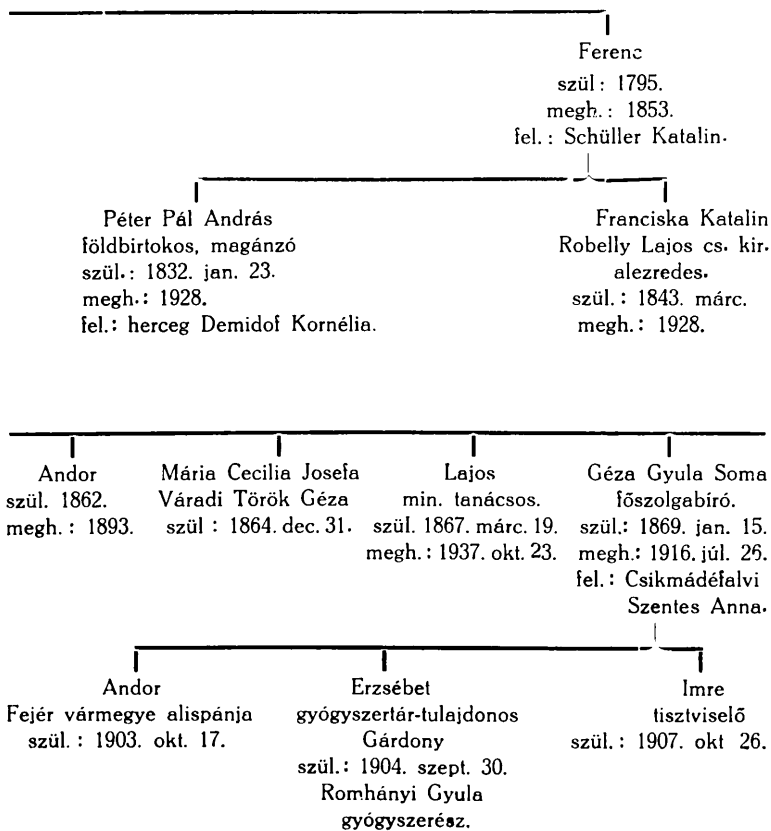 Ferenc
szül: 1795.
megh.: 1853.
fel.: Schüller Katalin.
Péter Pál András
földbirtokos, magánzó
szül.: 1832. jan. 23.
megh.: 1928.
fel.: herceg Demidof Kornélia.
Franciska Katalin
Robelly Lajos cs. kir.
alezredes.
szül.: 1843. márc.
megh.: 1928.
Andor
szül. 1862.
megh.: 1893.
Mária Cecilia Josefa
Váradi Török Géza
szül: 1864. dec. 31.
Lajos
min. tanácsos.
szül. 1867. márc. 19.
megh.: 1937. okt. 23.
Géza Gyula Soma
főszolgabíró.
szül.: 1869. jan. 15.
megh.: 1916. júl. 26.
fel.: Csikmádéfalvi
Szentes Anna.
Andor
Fejér vármegye alispánja
szül.: 1903. okt. 17.
Erzsébet
gyógyszertár-tulajdonos
Gárdony
szül.: 1904. szept. 30.
Romhányi Gyula
gyógyszerész.
Imre
tisztviselő
szül.: 1907. okt 26.